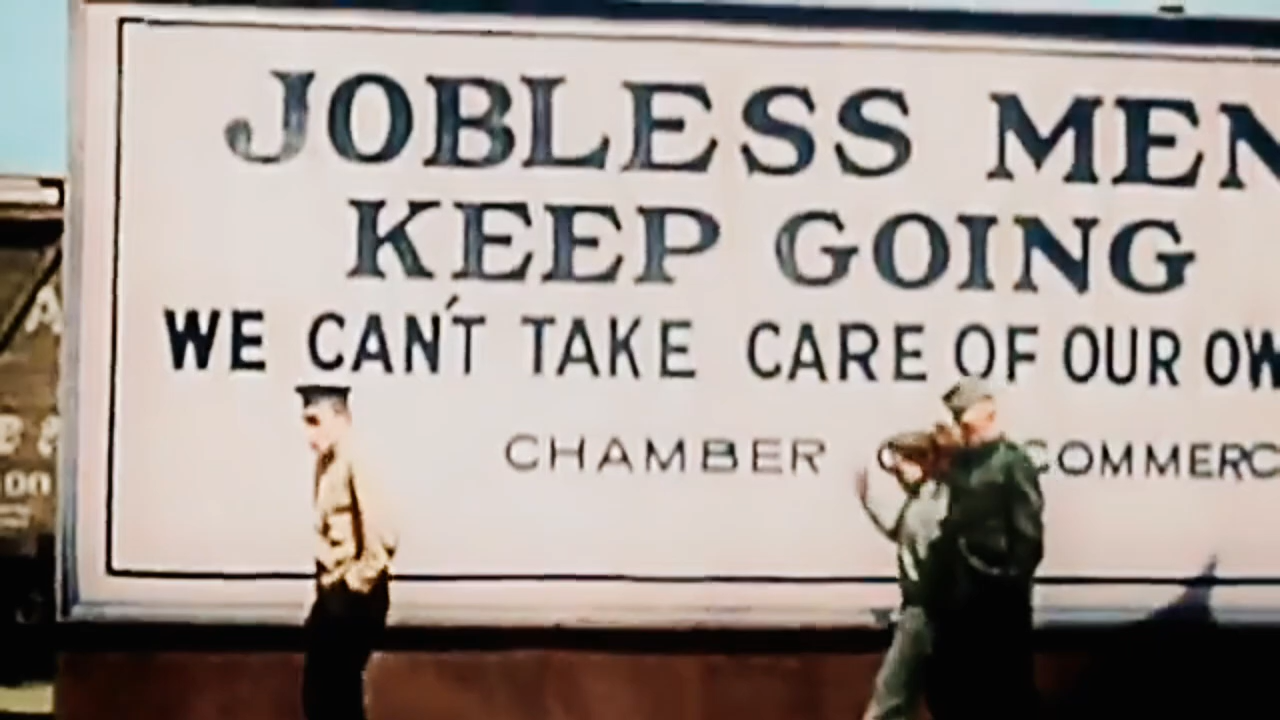 JOBLESS MEN
KEEP GOING
WE CAN'T TAKE CARE OF OUR OW
CHAMBER COMMERC